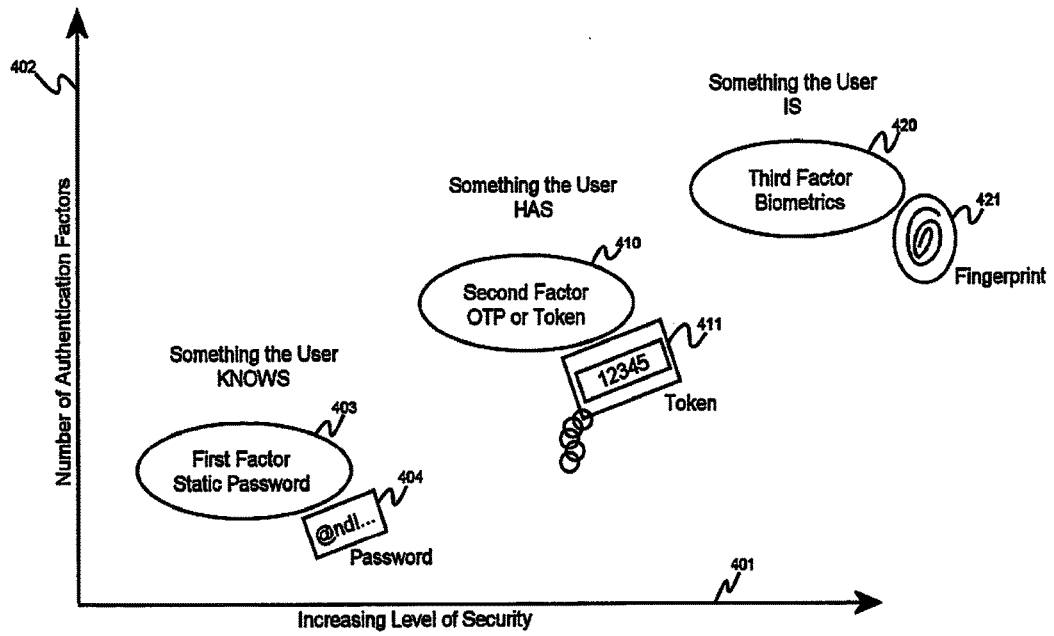 402
Number of Authentication Factors
Something the User
IS
420
Third Factor
Biometrics
421
Fingerprint
Something the User
HAS
410
Second Factor
OTP or Token
411
12345
Token
Something the User
KNOWS
403
First Factor
Static Password
404
@ndl...
Password
401
Increasing Level of Security